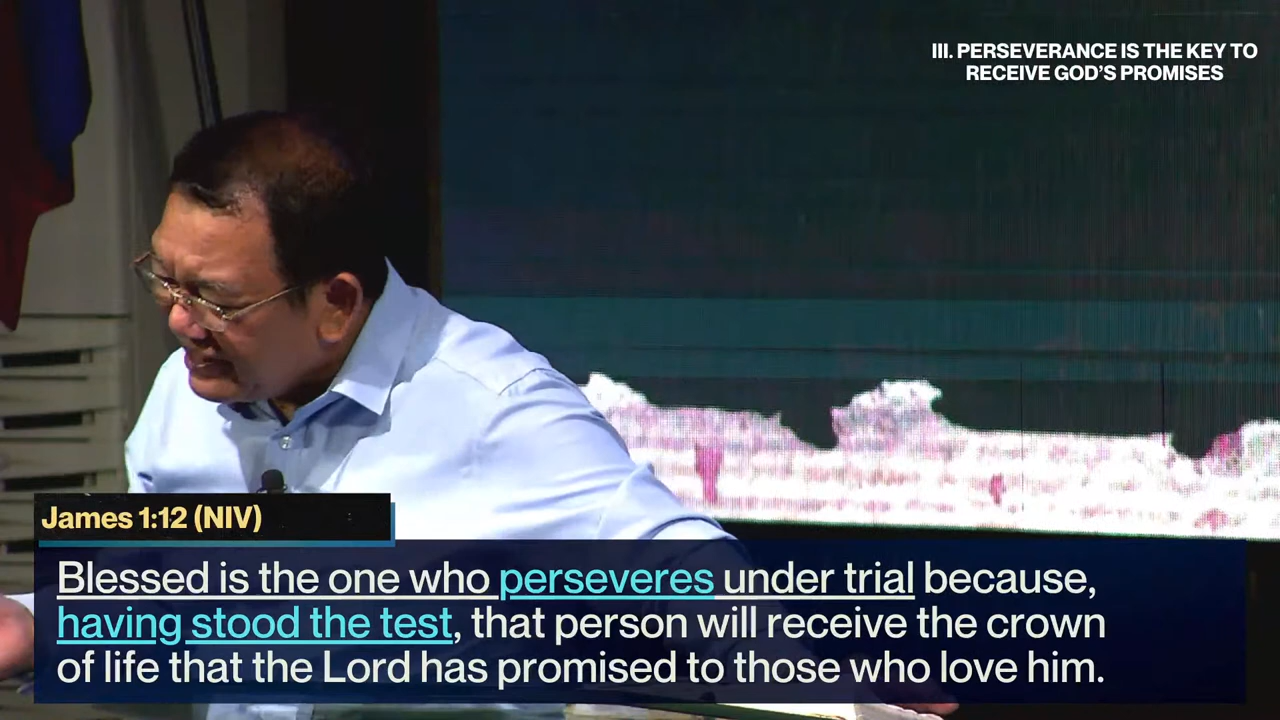 III. PERSEVERANCE IS THE KEY TO
RECEIVE GOD'S PROMISES
James 1:12 (NIV)
Blessed is the one who perseveres under trial because,
having stood the test, that person will receive the crown
of life that the Lord has promised to those who love him.